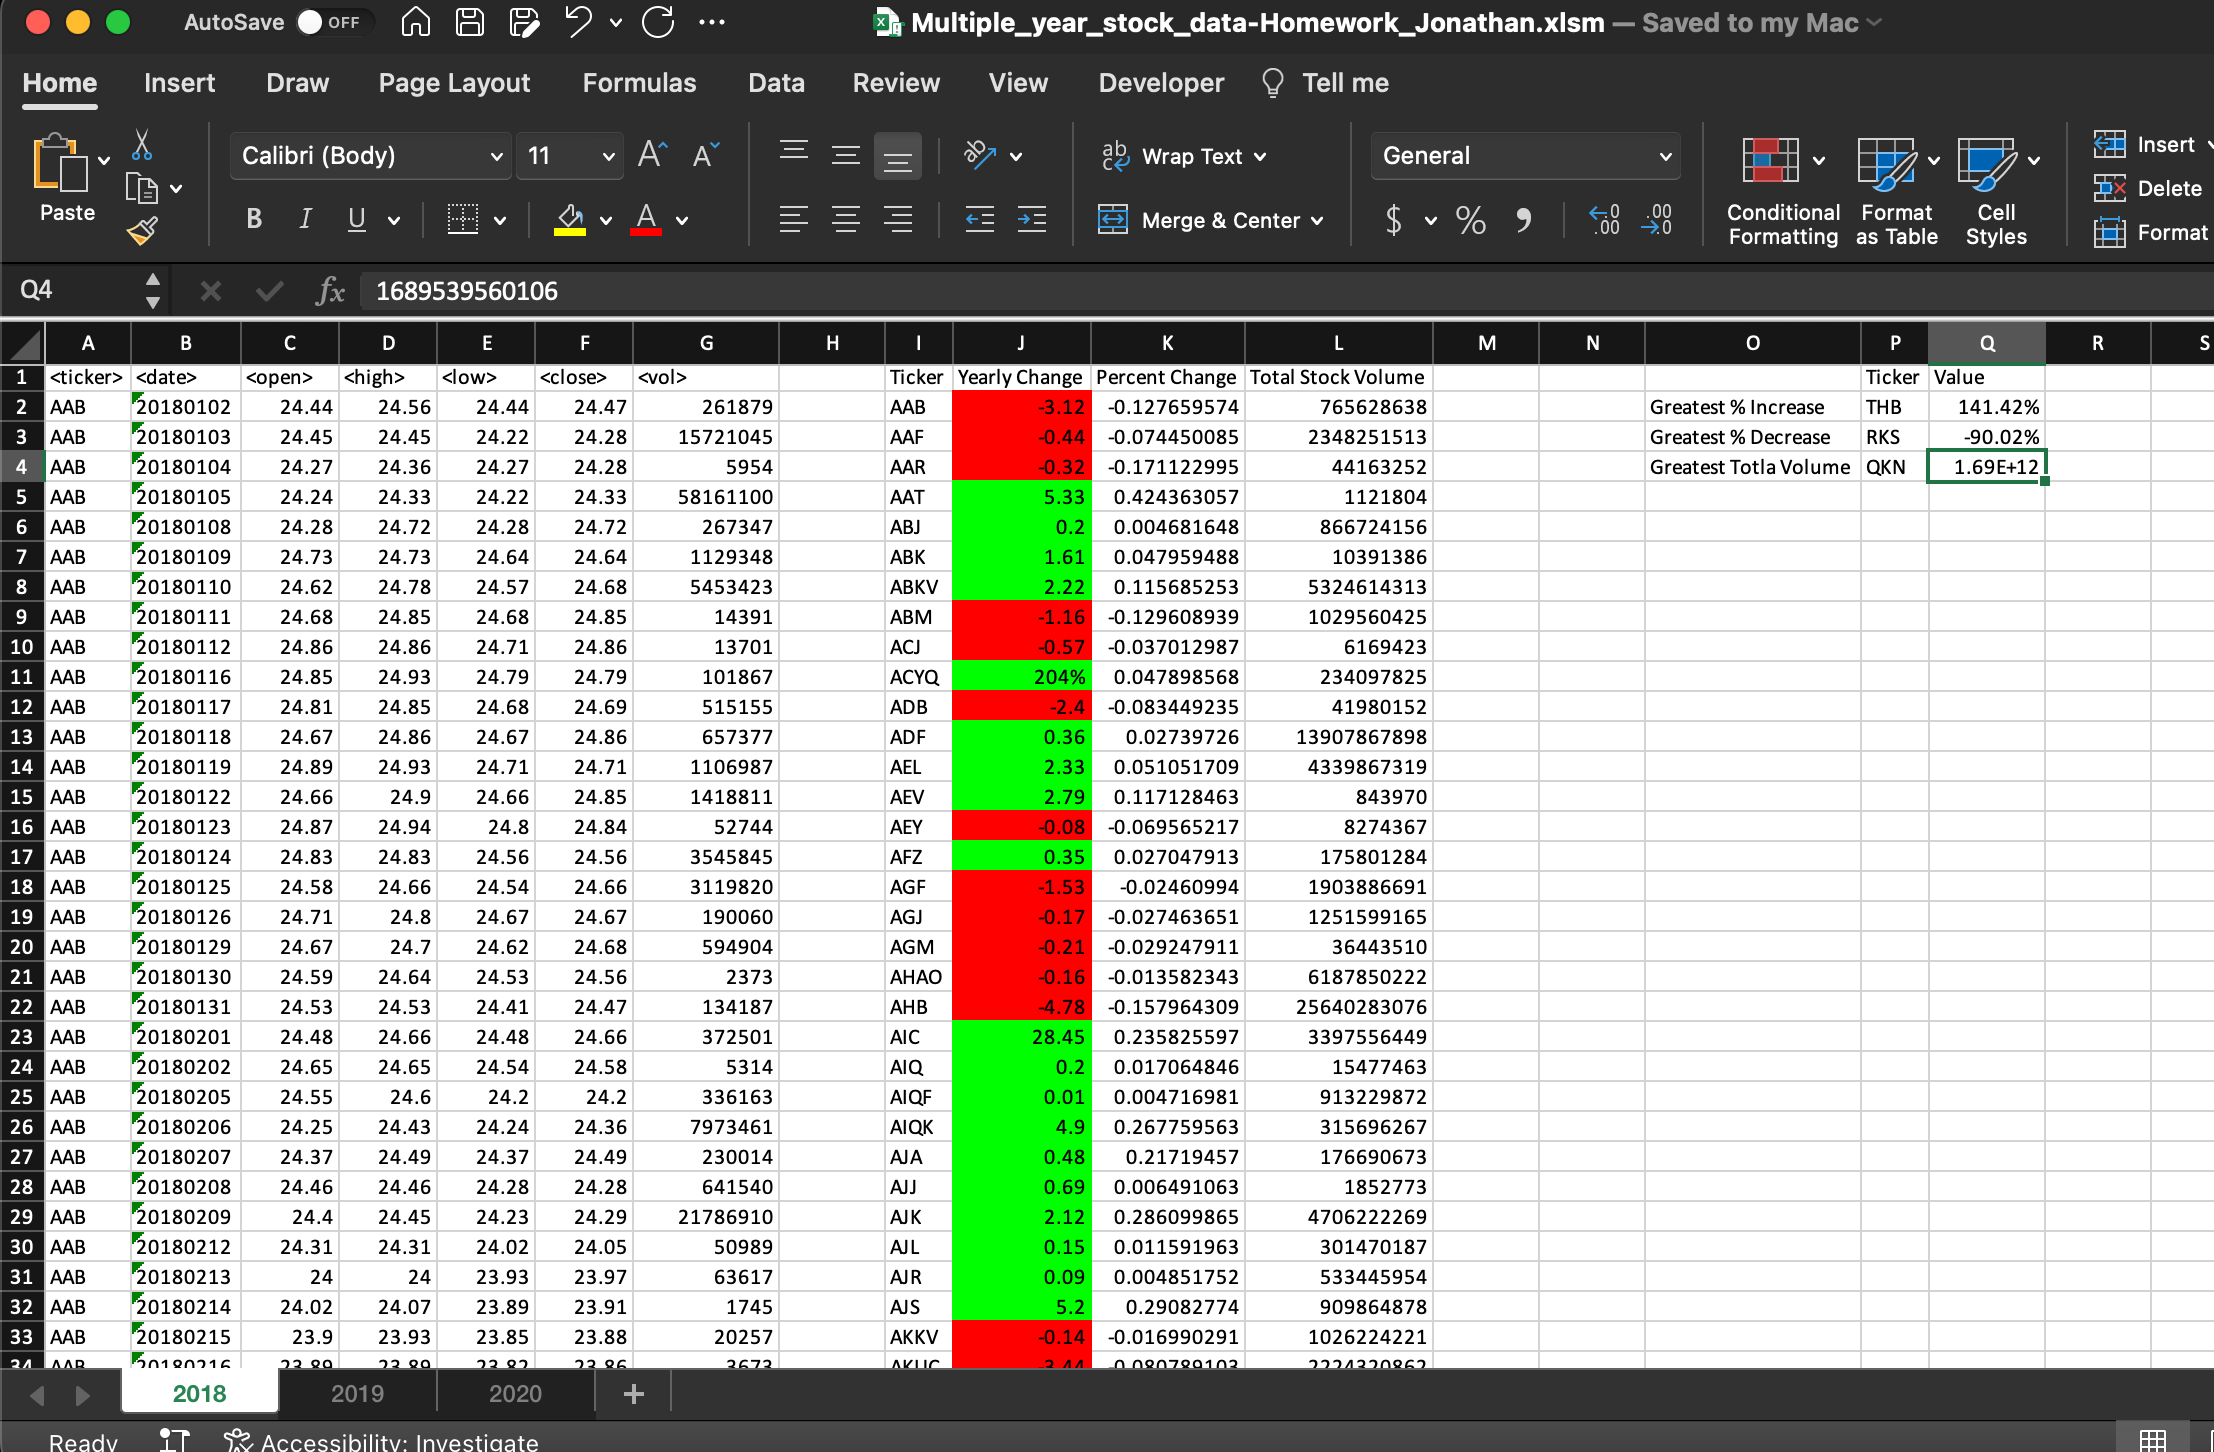 AutoSave OFF Multiple_year_stock_data-Homework_Jonathan.xlsm — Saved to my Mac
Home Insert Draw Page Layout Formulas Data Review View Developer Tell me
Paste Calibri (Body) 11 Wrap Text General Insert
Delete
B I U Merge & Center $ % Conditional Formatting Format as Table Cell Styles Format
Q4 fx 1689539560106
A B C D E F G H I J K L M N O P Q R S
1 <ticker> <date> <open> <high> <low> <close> <vol> Ticker Yearly Change Percent Change Total Stock Volume Ticker Value
2 AAB 20180102 24.44 24.56 24.44 24.47 261879 AAB -3.12 -0.127659574 765628638 Greatest % Increase THB 141.42%
3 AAB 20180103 24.45 24.45 24.22 24.28 15721045 AAF -0.44 -0.074450085 2348251513 Greatest % Decrease RKS -90.02%
4 AAB 20180104 24.27 24.36 24.27 24.28 5954 AAR -0.32 -0.171122995 44163252 Greatest Totla Volume QKN 1.69E+12
5 AAB 20180105 24.24 24.33 24.22 24.33 58161100 AAT 5.33 0.424363057 1121804
6 AAB 20180108 24.28 24.72 24.28 24.72 267347 ABJ 0.2 0.004681648 866724156
7 AAB 20180109 24.73 24.73 24.64 24.64 1129348 ABK 1.61 0.047959488 10391386
8 AAB 20180110 24.62 24.78 24.57 24.68 5453423 ABKV 2.22 0.115685253 5324614313
9 AAB 20180111 24.68 24.85 24.68 24.85 14391 ABM -1.16 -0.129608939 1029560425
10 AAB 20180112 24.86 24.86 24.71 24.86 13701 ACJ -0.57 -0.037012987 6169423
11 AAB 20180116 24.85 24.93 24.79 24.79 101867 ACYQ 204% 0.047898568 234097825
12 AAB 20180117 24.81 24.85 24.68 24.69 515155 ADB -2.4 -0.083449235 41980152
13 AAB 20180118 24.67 24.86 24.67 24.86 657377 ADF 0.36 0.02739726 13907867898
14 AAB 20180119 24.89 24.93 24.71 24.71 1106987 AEL 2.33 0.051051709 4339867319
15 AAB 20180122 24.66 24.9 24.66 24.85 1418811 AEV 2.79 0.117128463 843970
16 AAB 20180123 24.87 24.94 24.8 24.84 52744 AEY -0.08 -0.069565217 8274367
17 AAB 20180124 24.83 24.83 24.56 24.56 3545845 AFZ 0.35 0.027047913 175801284
18 AAB 20180125 24.58 24.66 24.54 24.66 3119820 AGF -1.53 -0.02460994 1903886691
19 AAB 20180126 24.71 24.8 24.67 24.67 190060 AGJ -0.17 -0.027463651 1251599165
20 AAB 20180129 24.67 24.7 24.62 24.68 594904 AGM -0.21 -0.029247911 36443510
21 AAB 20180130 24.59 24.64 24.53 24.56 2373 AHAO -0.16 -0.013582343 6187850222
22 AAB 20180131 24.53 24.53 24.41 24.47 134187 AHB -4.78 -0.157964309 25640283076
23 AAB 20180201 24.48 24.66 24.48 24.66 372501 AIC 28.45 0.235825597 3397556449
24 AAB 20180202 24.65 24.65 24.54 24.58 5314 AIQ 0.2 0.017064846 15477463
25 AAB 20180205 24.55 24.6 24.2 24.2 336163 AIQF 0.01 0.004716981 913229872
26 AAB 20180206 24.25 24.43 24.24 24.36 7973461 AIQK 4.9 0.267759563 315696267
27 AAB 20180207 24.37 24.49 24.37 24.49 230014 AJA 0.48 0.21719457 176690673
28 AAB 20180208 24.46 24.46 24.28 24.28 641540 AJJ 0.69 0.006491063 1852773
29 AAB 20180209 24.4 24.45 24.23 24.29 21786910 AJK 2.12 0.286099865 4706222269
30 AAB 20180212 24.31 24.31 24.02 24.05 50989 AJL 0.15 0.011591963 301470187
31 AAB 20180213 24 24 23.93 23.97 63617 AJR 0.09 0.004851752 533445954
32 AAB 20180214 24.02 24.07 23.89 23.91 1745 AJS 5.2 0.29082774 909864878
33 AAB 20180215 23.9 23.93 23.85 23.88 20257 AKKV -0.14 -0.016990291 1026224221
34 AAB 20180216 23.89 23.89 23.82 23.86 3673 -3.44 -0.080789103 2224320862
2018 2019 2020 +
Ready Accessibility: Investigate